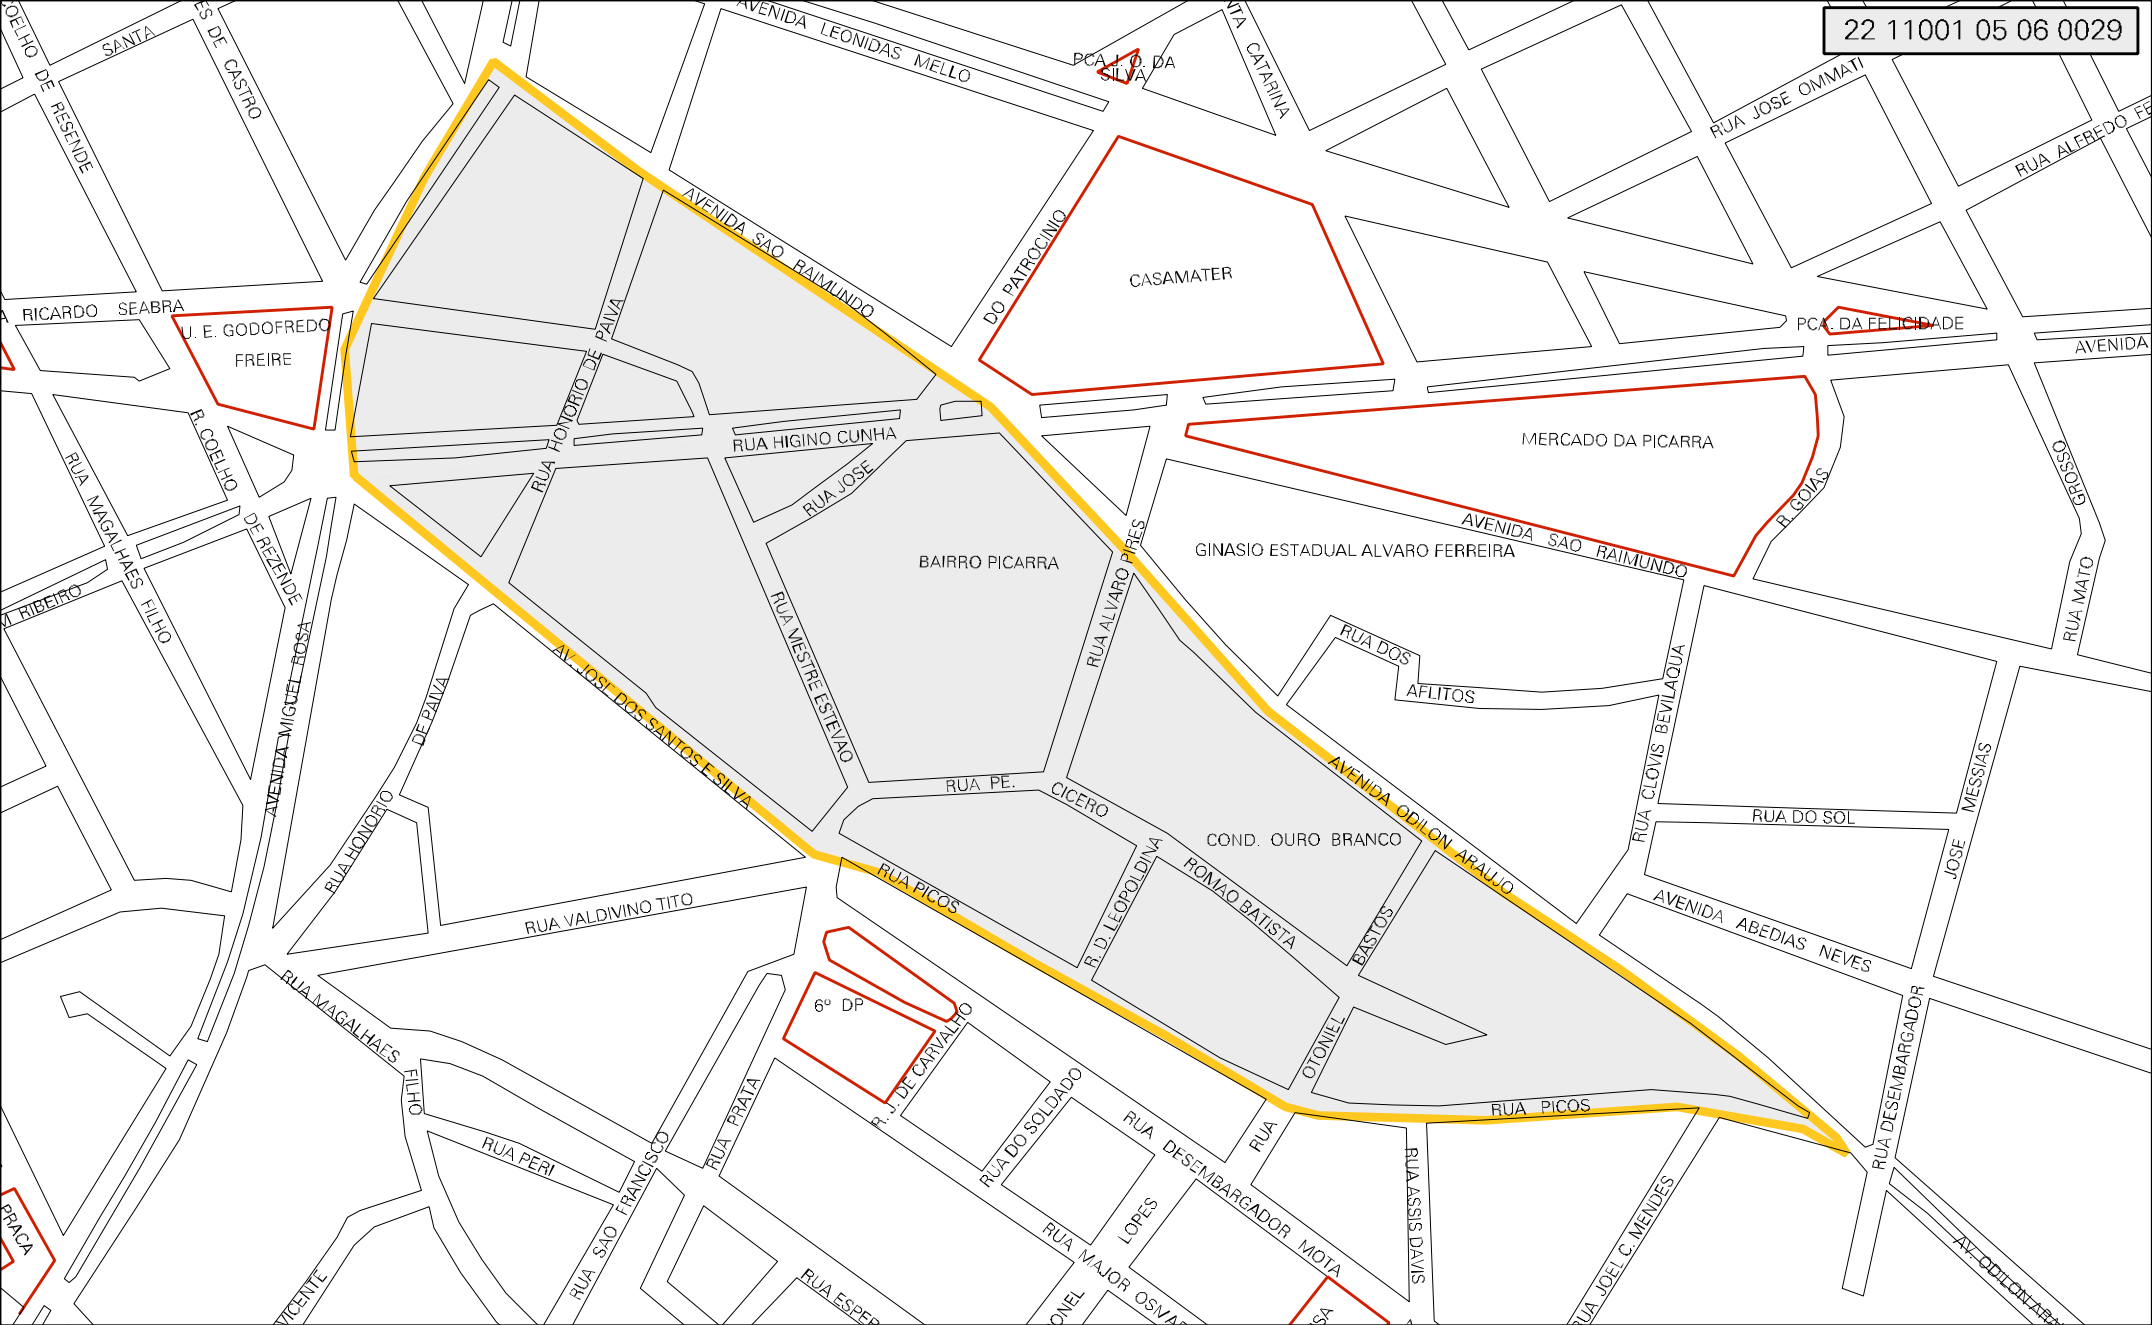 22 11001 05 06 0029
SANTA
DE CASTRO
DE RESENDE
AVENIDA LEONIDAS MELLO
PCA J. O. DA
SILVA
CATARINA
RUA JOSE OMMATI
RUA ALFREDO
AVENIDA SAO RAIMUNDO
DO PATROCINIO
CASAMATER
RICARDO SEABRA
U. E. GODOFREDO
FREIRE
PCA. DA FELICIDADE
AVENIDA
RUA HONORIO DE PAIVA
RUA HIGINO CUNHA
RUA JOSE
MERCADO DA PICARRA
R. GOIAS
GROSSO
RUA MATO
R. COELHO
DE REZENDE
RUA MAGALHAES FILHO
RIBEIRO
AVENIDA SAO RAIMUNDO
GINASIO ESTADUAL ALVARO FERREIRA
BAIRRO PICARRA
RUA ALVARO PIRES
RUA MESTRE ESTEVAO
RUA DOS
AFLITOS
RUA CLOVIS BEVILAQUA
AVENIDA MIGUEL ROSA
AV. JOSE DOS SANTOS E SILVA
DE PAIVA
RUA HONORIO
RUA PE.
CICERO
ROMAO BATISTA
COND. OURO BRANCO
AVENIDA ODILON ARAUJO
RUA DO SOL
JOSE MESSIAS
AVENIDA ABEDIAS NEVES
RUA DESEMBARGADOR
RUA VALDIVINO TITO
RUA PICOS
R. D. LEOPOLDINA
BASTOS
OTONIEL
RUA
LOPES
RUA MAGALHAES
FILHO
6º DP
R. J. DE CARVALHO
RUA DO SOLDADO
RUA PRATA
RUA PERI
RUA SAO FRANCISCO
RUA DESEMBARGADOR MOTA
RUA PICOS
RUA ASSIS DAVIS
RUA JOEL C. MENDES
RUA MAJOR
AV. ODILON
PRACA
VICENTE
RUA